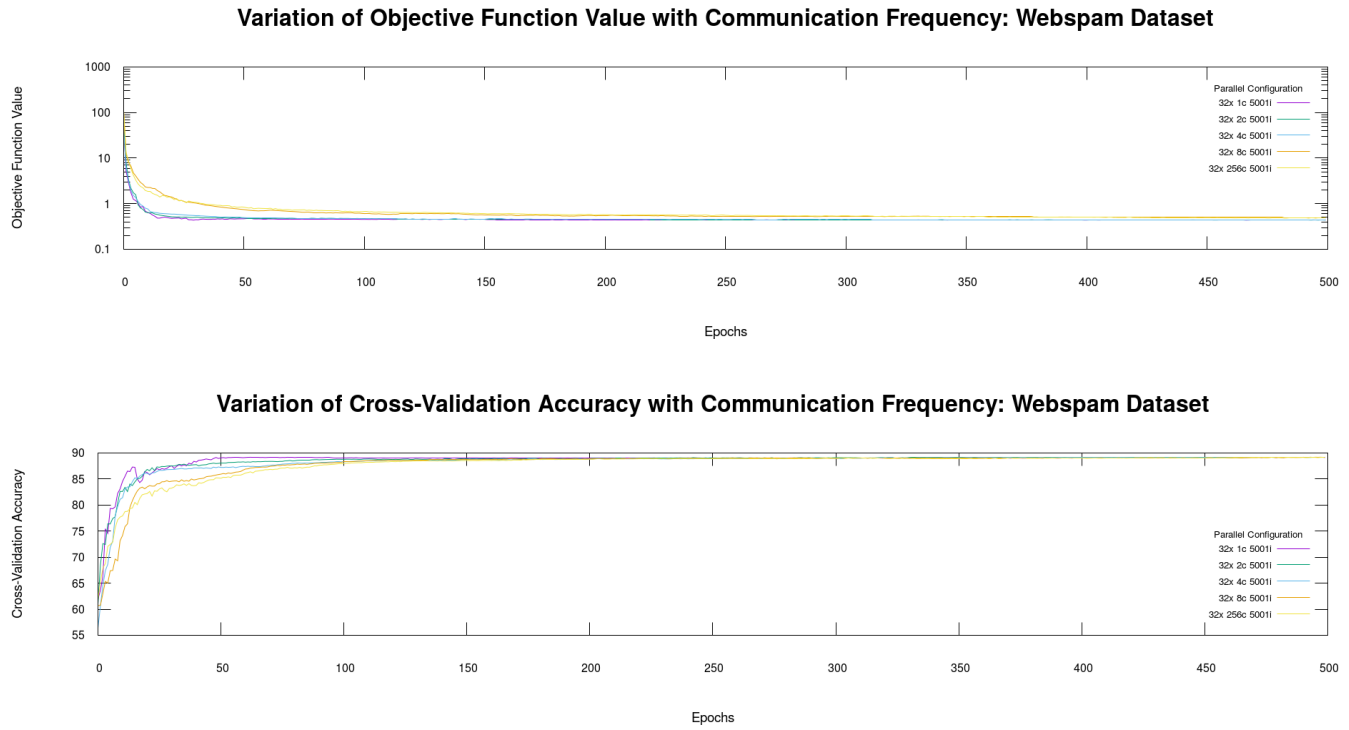 Variation of Objective Function Value with Communication Frequency: Webspam Dataset
Objective Function Value
1000
100
10
1
0.1
Parallel Configuration
32x 1c 5001i
32x 2c 5001i
32x 4c 5001i
32x 8c 5001i
32x 256c 5001i
0 50 100 150 200 250 300 350 400 450 500
Epochs
Variation of Cross-Validation Accuracy with Communication Frequency: Webspam Dataset
Cross-Validation Accuracy
90
85
80
75
70
65
60
55
Parallel Configuration
32x 1c 5001i
32x 2c 5001i
32x 4c 5001i
32x 8c 5001i
32x 256c 5001i
0 50 100 150 200 250 300 350 400 450 500
Epochs